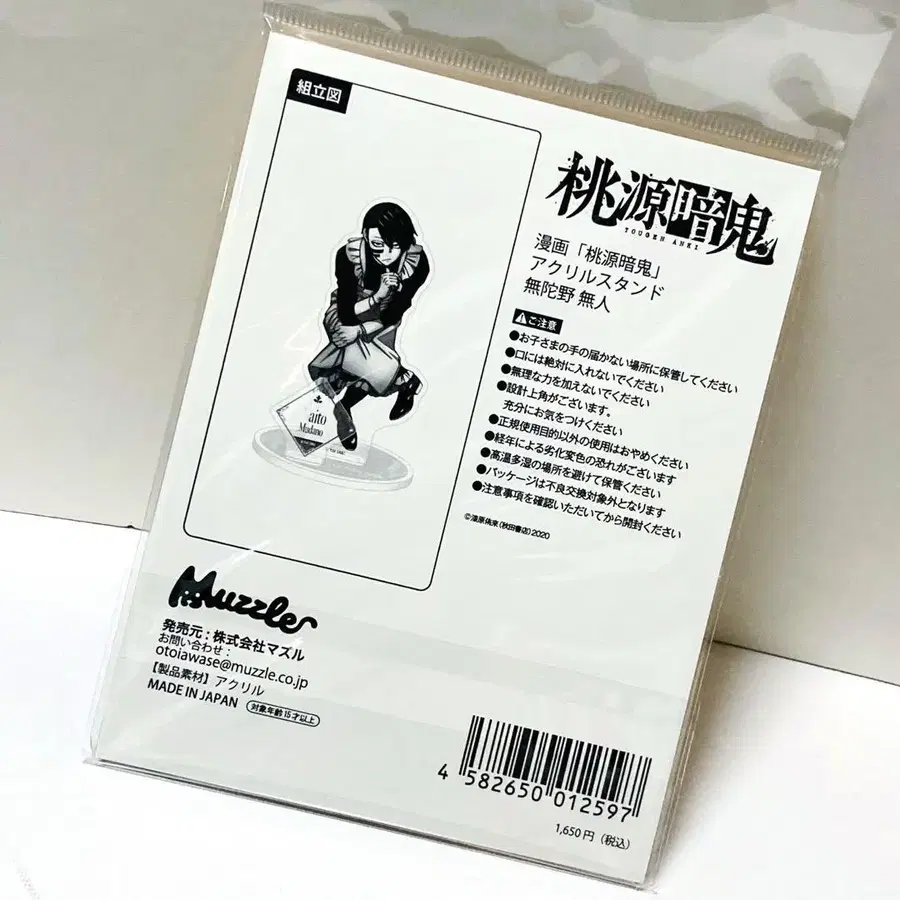 組立図
桃源暗鬼
TOUGEN ANKI
漫画「桃源暗鬼」
アクリルスタンド
無陀野 無人
ご注意
●お子さまの手の届かない場所に保管してください
●口には絶対に入れないでください
●無理な力を加えないでください
●設計上角がございます。
充分にお気をつけください
●正規使用目的以外の使用はおやめください
●経年による劣化変色の恐れがございます
●高温多湿の場所を避けて保管ください
●パッケージは不良交換対象外となります
●注意事項を確認いただいてから開封ください
©漆原侑来(秋田書店)2020
aito
Mudano
Muzzle
発売元:株式会社マズル
お問い合わせ:
otoiawase@muzzle.co.jp
【製品素材】アクリル
MADE IN JAPAN 対象年齢15才以上
4 582650 012597
1,650円(税込)